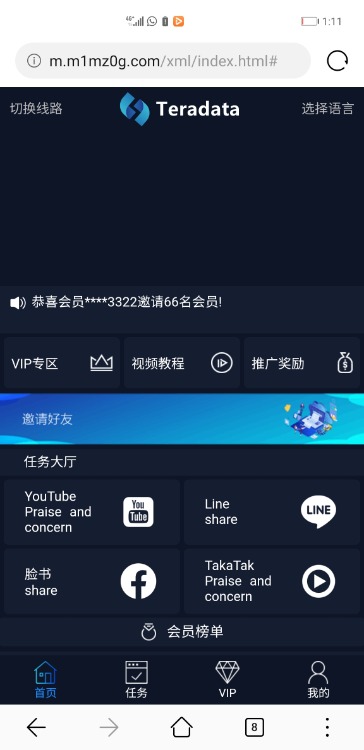 4G
1:11
m.m1mz0g.com/xml/index.html#
切换线路
Teradata
选择语言
恭喜会员****3322邀请66名会员!
VIP专区
视频教程
推广奖励
邀请好友
任务大厅
YouTube
Praise and
concern
You
Tube
Line
share
LINE
脸书
share
TakaTak
Praise and
concern
会员榜单
首页
任务
VIP
我的
8